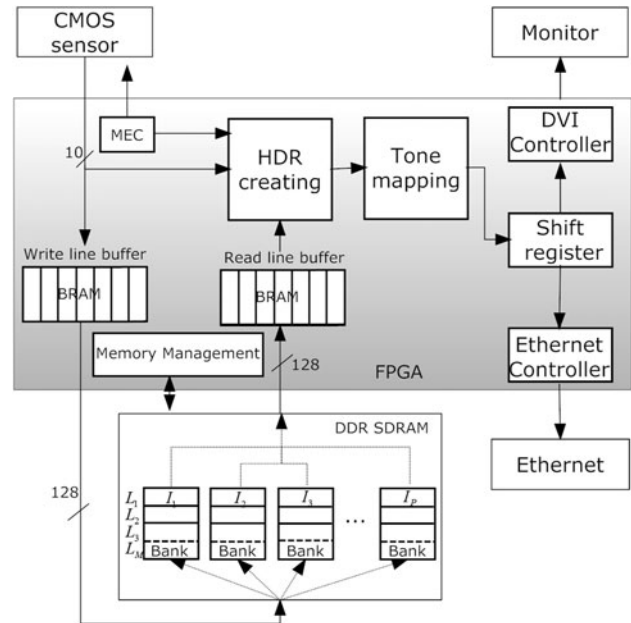 CMOS
sensor
Monitor
MEC
10
HDR
creating
Tone
mapping
DVI
Controller
Shift
register
Write line buffer
BRAM
Read line buffer
BRAM
Memory Management
128
FPGA
Ethernet
Controller
Ethernet
128
DDR SDRAM
L₁ I₁ I₂ I₃ I_P
L₂
L₃ ...
L_M Bank Bank Bank Bank